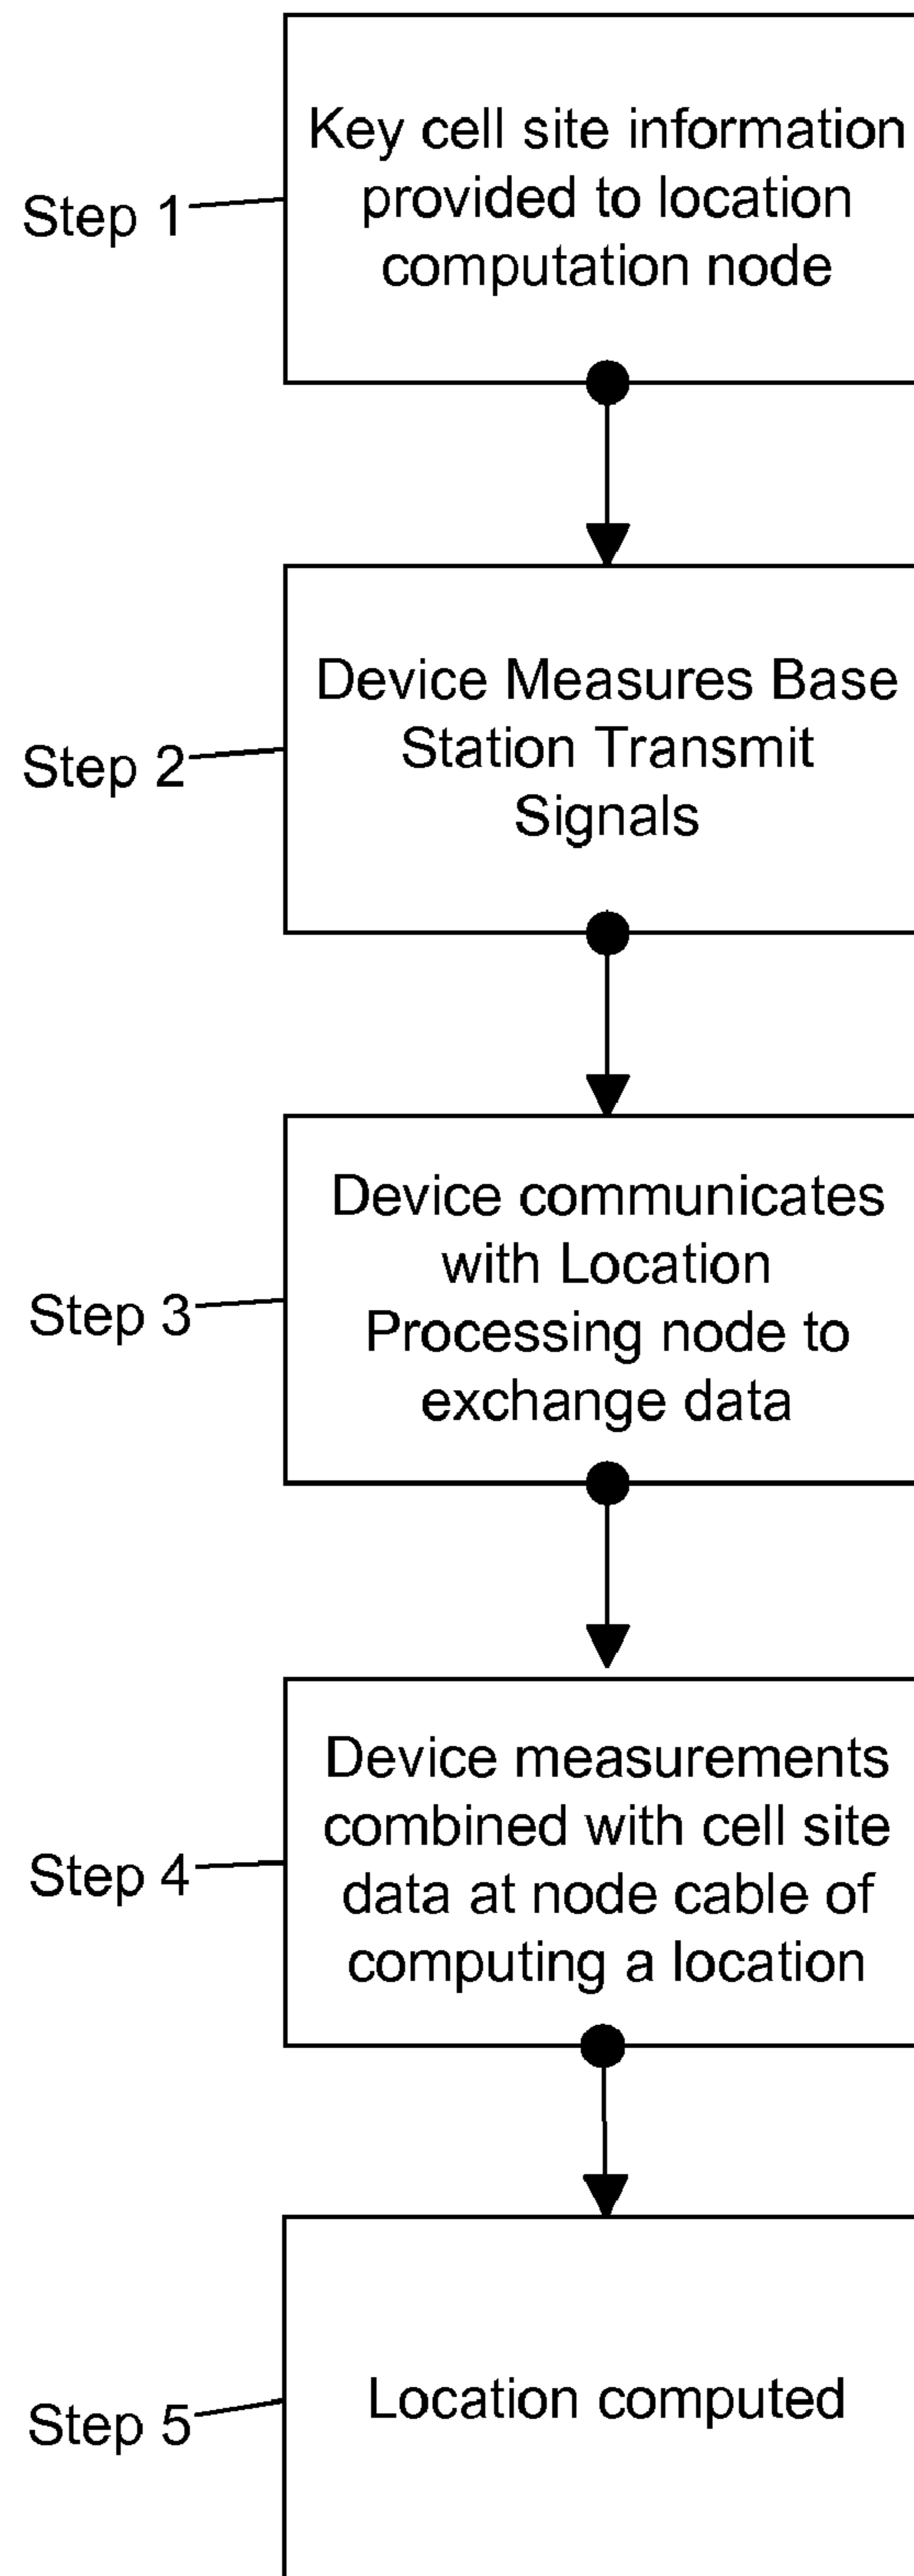 Key cell site information
provided to location
computation node
Step 1
Device Measures Base
Station Transmit
Signals
Step 2
Device communicates
with Location
Processing node to
exchange data
Step 3
Device measurements
combined with cell site
data at node cable of
computing a location
Step 4
Location computed
Step 5